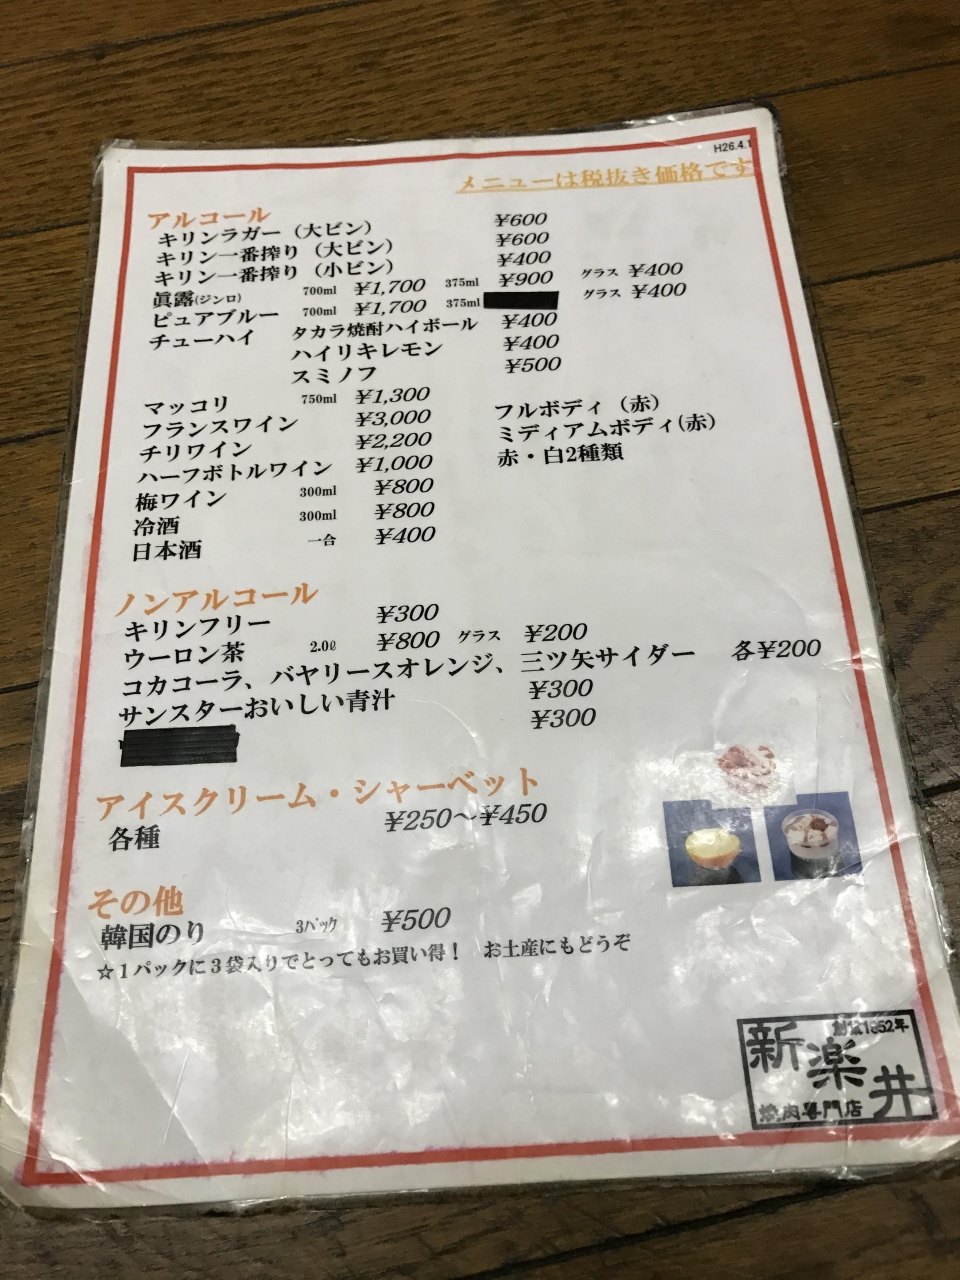 H26.4.1
メニューは税抜き価格です
アルコール
キリンラガー（大ビン） ¥600
キリン一番搾り（大ビン） ¥600
キリン一番搾り（小ビン） ¥400
眞露(ジンロ) 700ml ¥1,700 375ml ¥900 グラス ¥400
ピュアブルー 700ml ¥1,700 375ml グラス ¥400
チューハイ タカラ焼酎ハイボール ¥400
ハイリキレモン ¥400
スミノフ ¥500
マッコリ 750ml ¥1,300
フランスワイン ¥3,000 フルボディ（赤）
チリワイン ¥2,200 ミディアムボディ(赤）
ハーフボトルワイン ¥1,000 赤・白2種類
梅ワイン 300ml ¥800
冷酒 300ml ¥800
日本酒 一合 ¥400
ノンアルコール
キリンフリー ¥300
ウーロン茶 2.0ℓ ¥800 グラス ¥200
コカコーラ、バヤリースオレンジ、三ツ矢サイダー 各¥200
サンスターおいしい青汁 ¥300
¥300
アイスクリーム・シャーベット
各種 ¥250～¥450
その他
韓国のり 3パック ¥500
☆１パックに３袋入りでとってもお買い得！ お土産にもどうぞ
創業1952年
新楽井
焼肉専門店